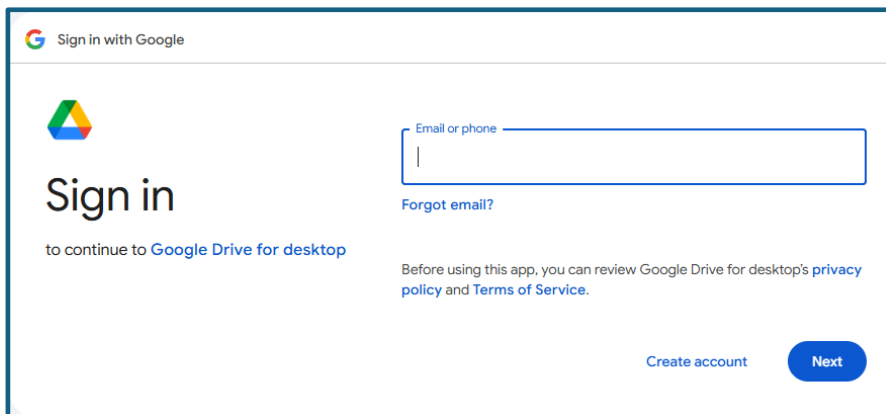 Sign in with Google
Sign in
to continue to Google Drive for desktop
Email or phone
Forgot email?
Before using this app, you can review Google Drive for desktop's privacy
policy and Terms of Service.
Create account
Next